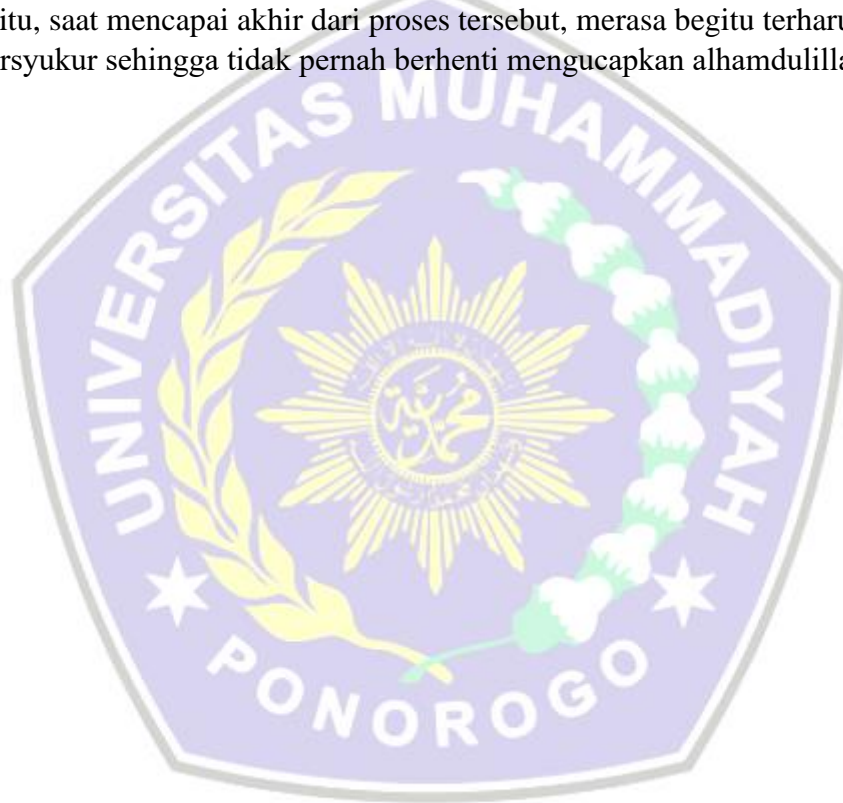 itu, saat mencapai akhir dari proses tersebut, merasa begitu terharu
rsyukur sehingga tidak pernah berhenti mengucapkan alhamdulilla
UNIVERSITAS MUHAMMADIYAH
محمدية
PONOROGO